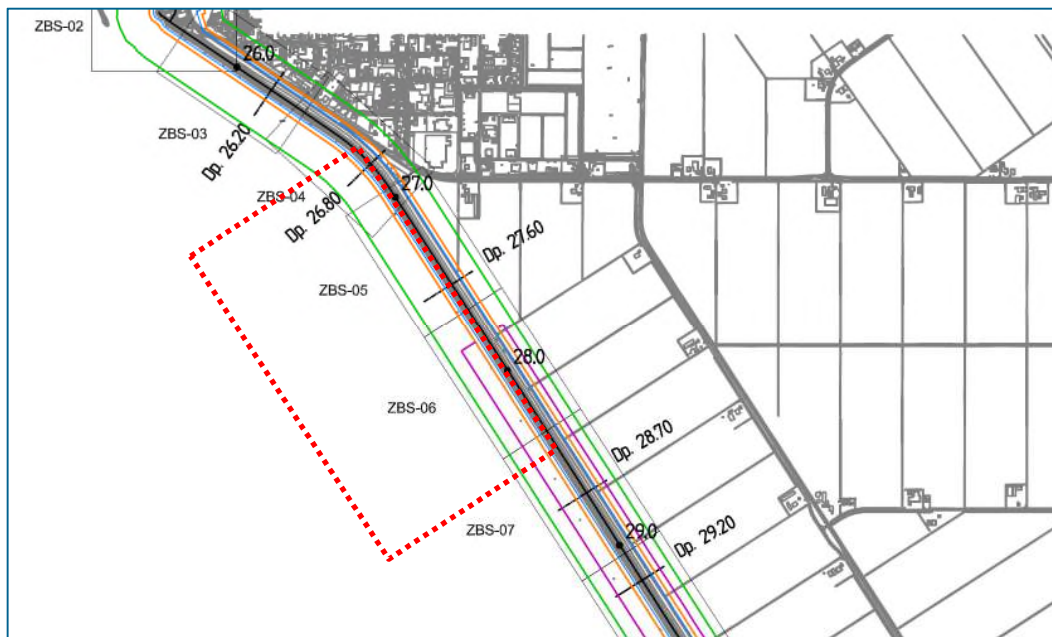 ZBS-02
26.0
ZBS-03
Dp. 26.20
ZBS-04
27.0
Dp. 26.80
Dp. 27.60
ZBS-05
28.0
ZBS-06
Dp. 28.70
ZBS-07
29.0
Dp. 29.20